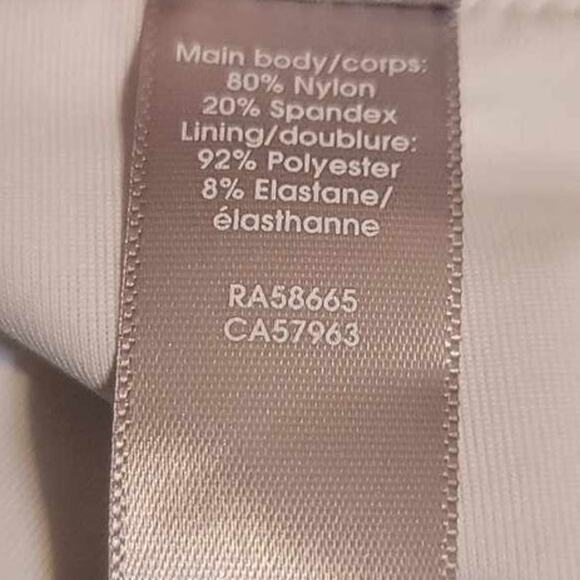 Main body/corps:
80% Nylon
20% Spandex
Lining/doublure:
92% Polyester
8% Elastane/
élasthanne
RA58665
CA57963